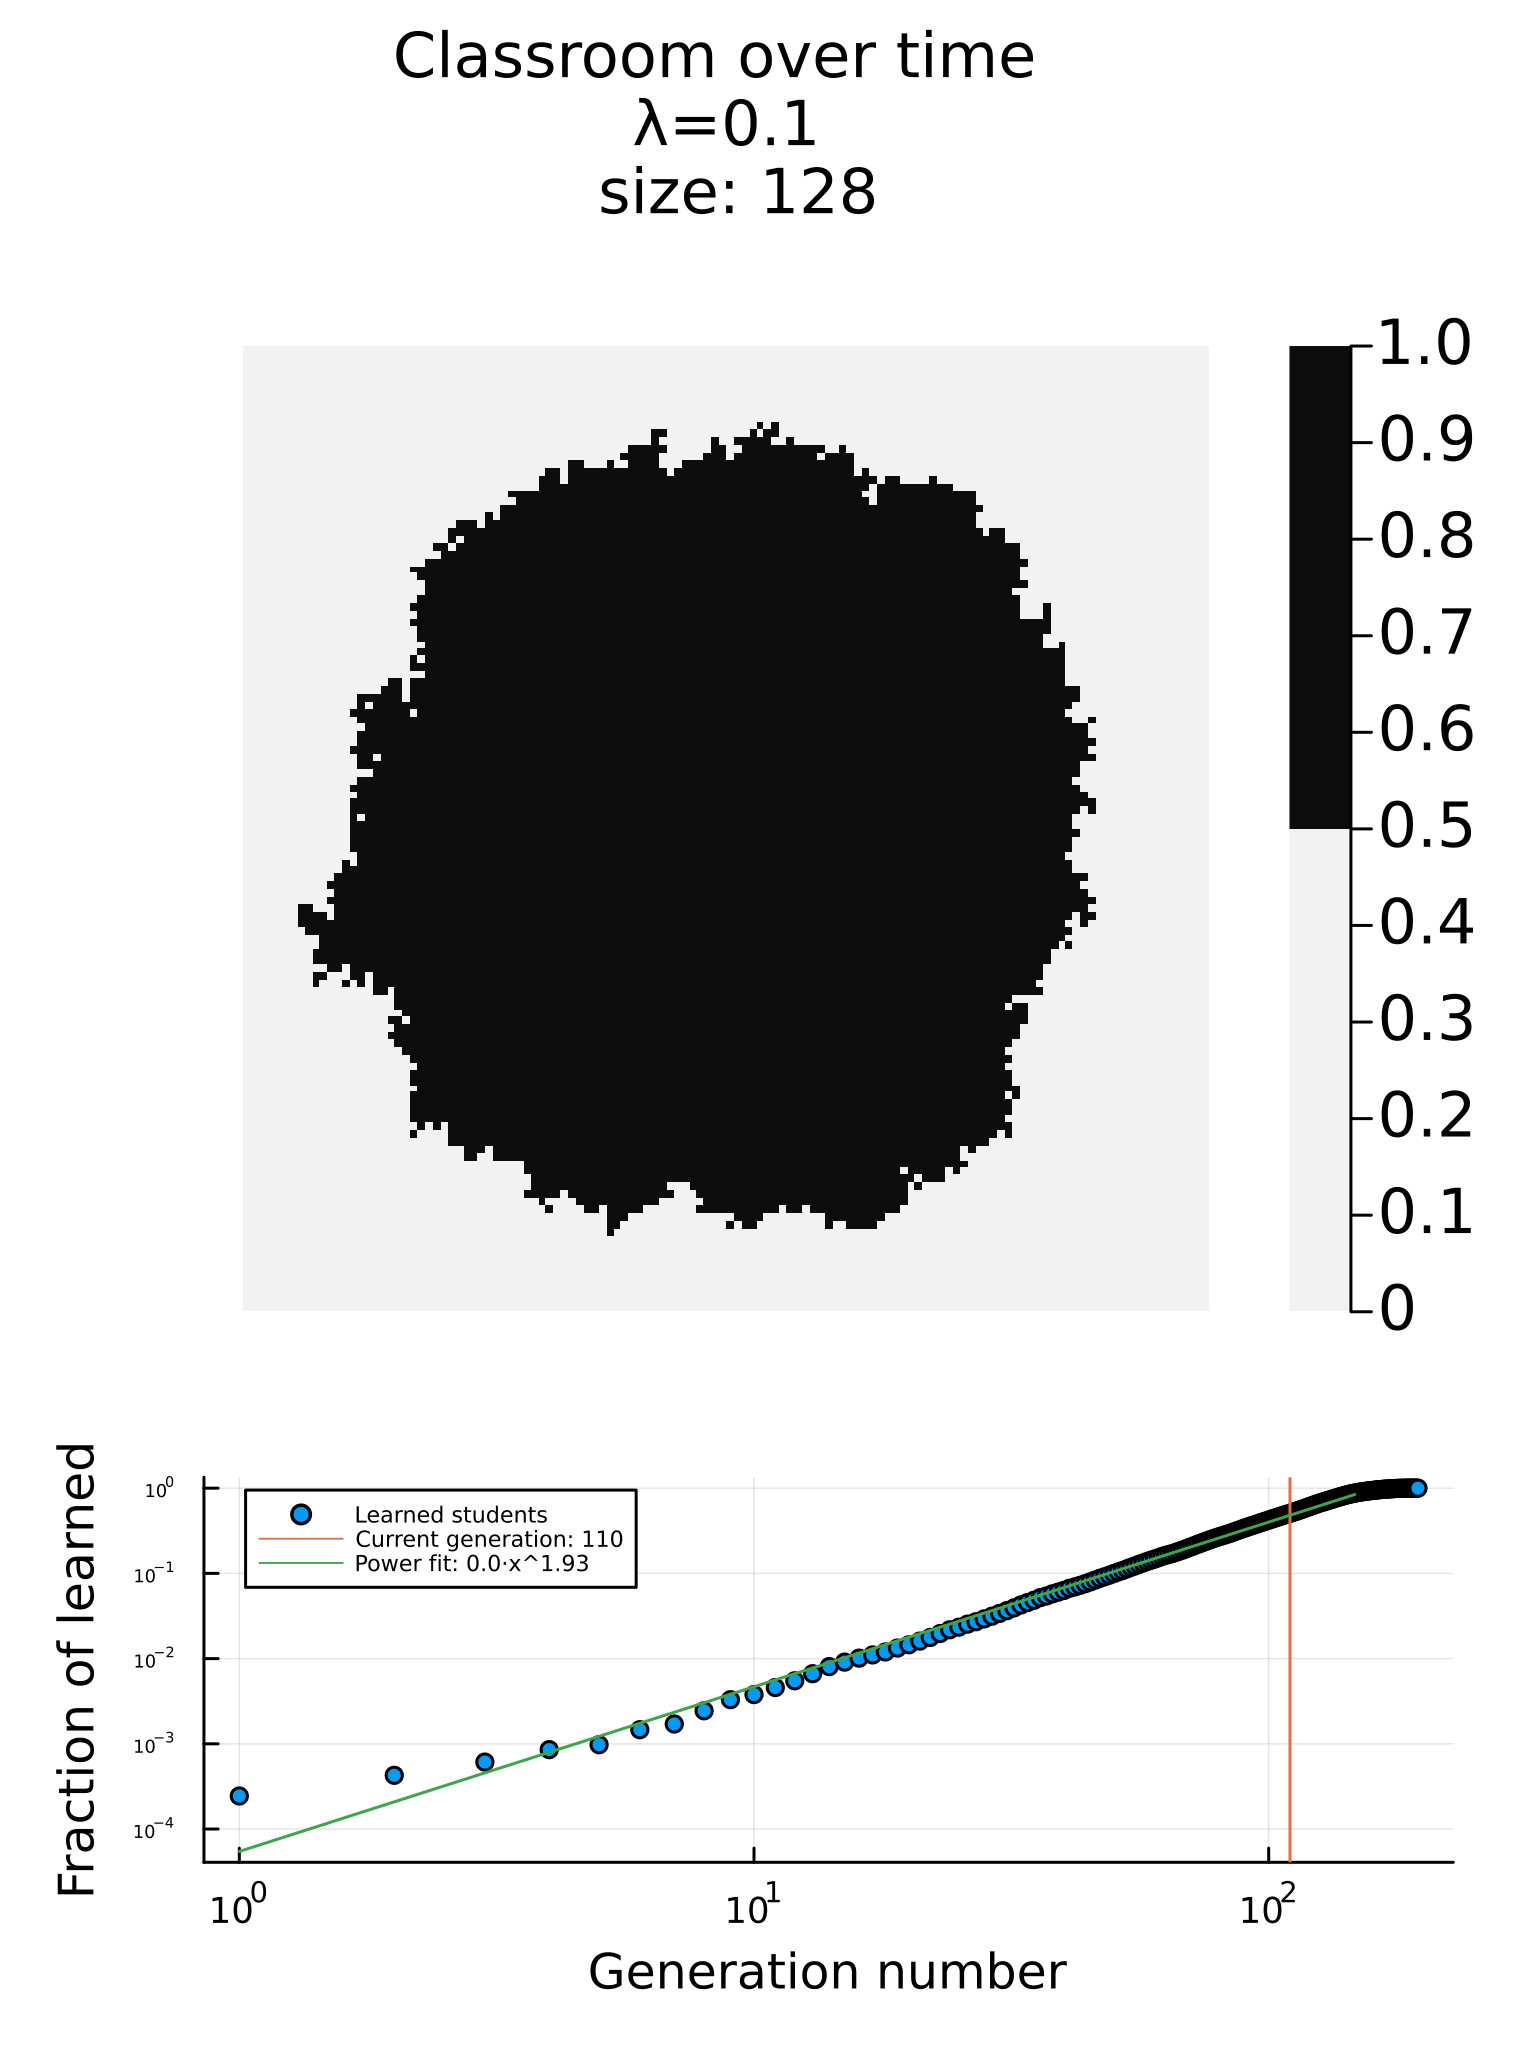 Classroom over time
λ=0.1
size: 128
1.0
0.9
0.8
0.7
0.6
0.5
0.4
0.3
0.2
0.1
0
Fraction of learned
10^0
10^-1
10^-2
10^-3
10^-4
Learned students
Current generation: 110
Power fit: 0.0·x^1.93
10^0 10^1 10^2
Generation number